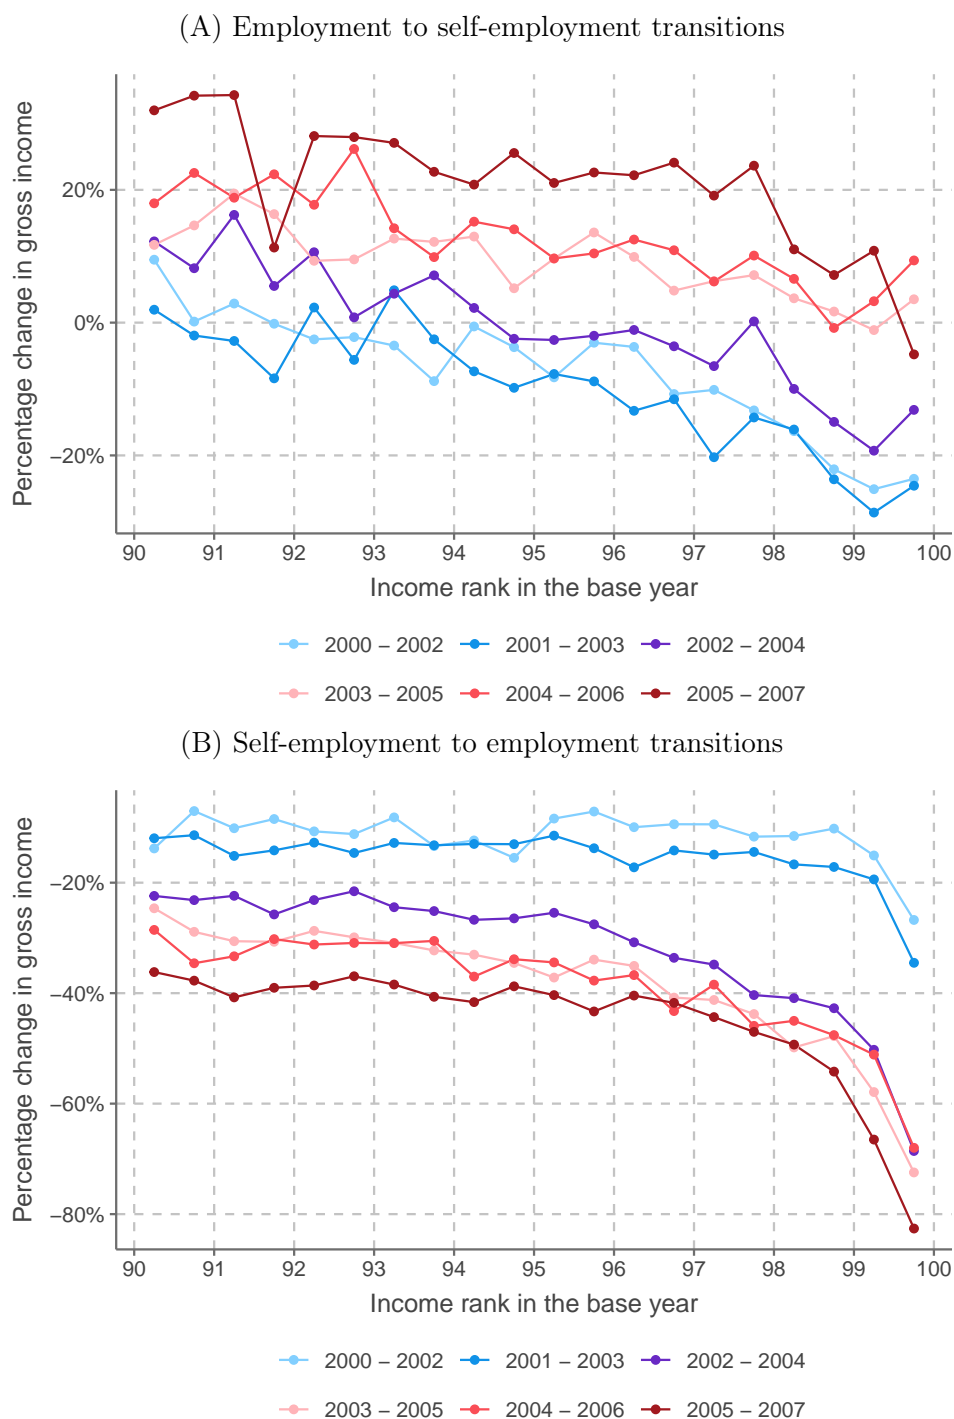 (A) Employment to self-employment transitions
Percentage change in gross income
20%
0%
−20%
90 91 92 93 94 95 96 97 98 99 100
Income rank in the base year
2000 − 2002 2001 − 2003 2002 − 2004
2003 − 2005 2004 − 2006 2005 − 2007
(B) Self-employment to employment transitions
Percentage change in gross income
−20%
−40%
−60%
−80%
90 91 92 93 94 95 96 97 98 99 100
Income rank in the base year
2000 − 2002 2001 − 2003 2002 − 2004
2003 − 2005 2004 − 2006 2005 − 2007